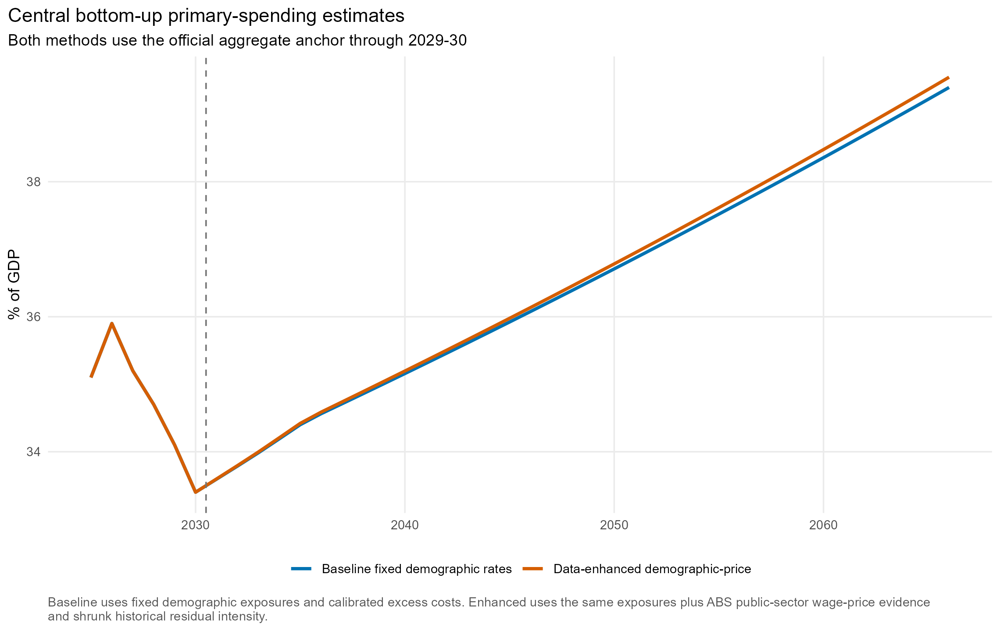 Central bottom-up primary-spending estimates
Both methods use the official aggregate anchor through 2029-30
% of GDP
38
36
34
2030
2040
2050
2060
Baseline fixed demographic rates
Data-enhanced demographic-price
Baseline uses fixed demographic exposures and calibrated excess costs. Enhanced uses the same exposures plus ABS public-sector wage-price evidence
and shrunk historical residual intensity.